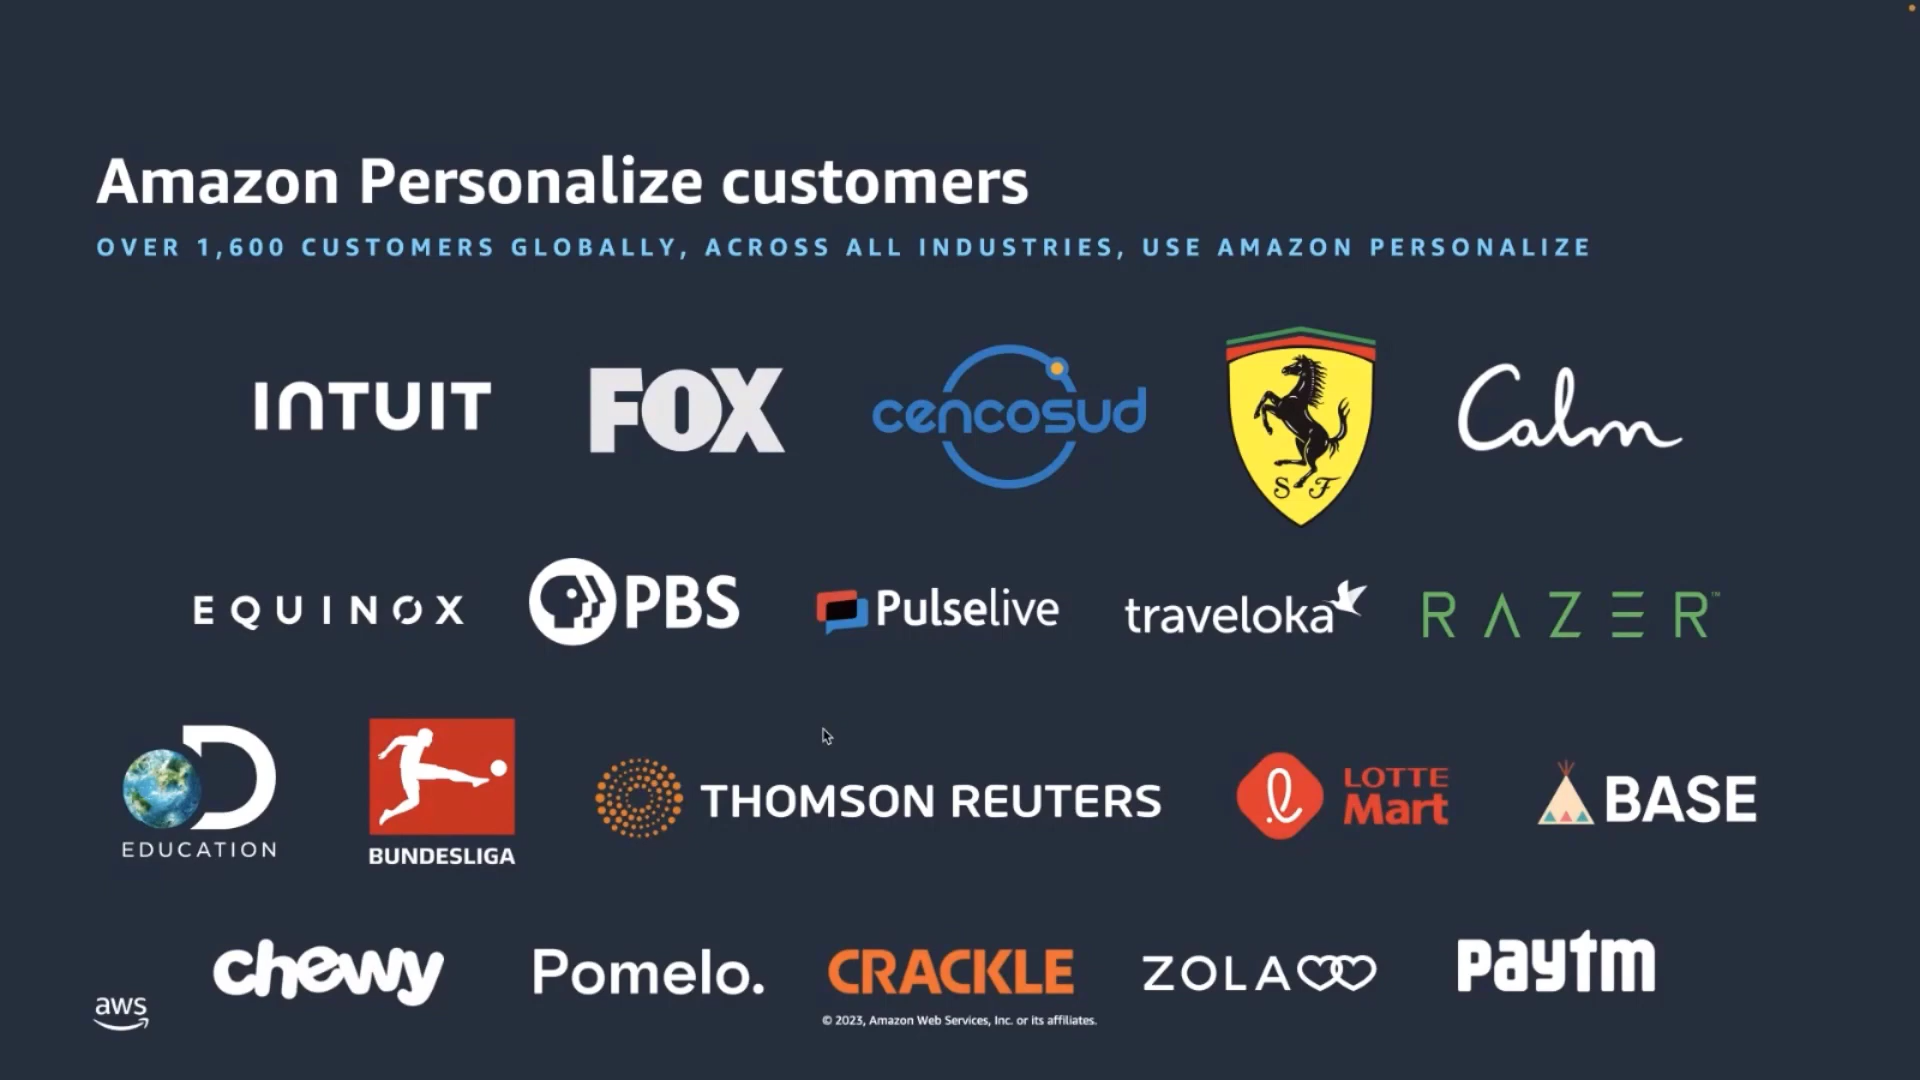 Amazon Personalize customers
OVER 1,600 CUSTOMERS GLOBALLY, ACROSS ALL INDUSTRIES, USE AMAZON PERSONALIZE
INTUIT FOX cencosud S F Calm
EQUINOX PBS Pulselive traveloka RAZER™
D
EDUCATION
BUNDESLIGA
THOMSON REUTERS
LOTTE
Mart
BASE
chewy Pomelo. CRACKLE ZOLA paytm
aws
© 2023, Amazon Web Services, Inc. or its affiliates.